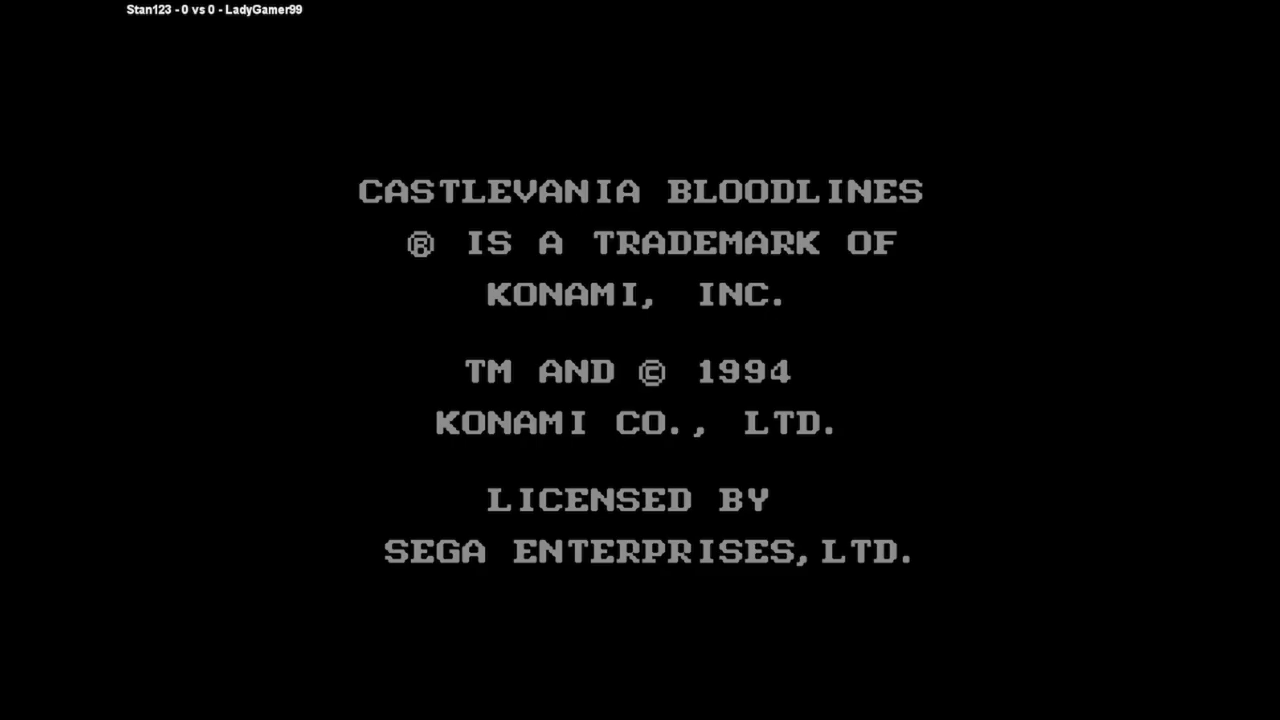 Stan123 - 0 vs 0 - LadyGamer99
CASTLEVANIA BLOODLINES
® IS A TRADEMARK OF
KONAMI, INC.
TM AND © 1994
KONAMI CO., LTD.
LICENSED BY
SEGA ENTERPRISES,LTD.